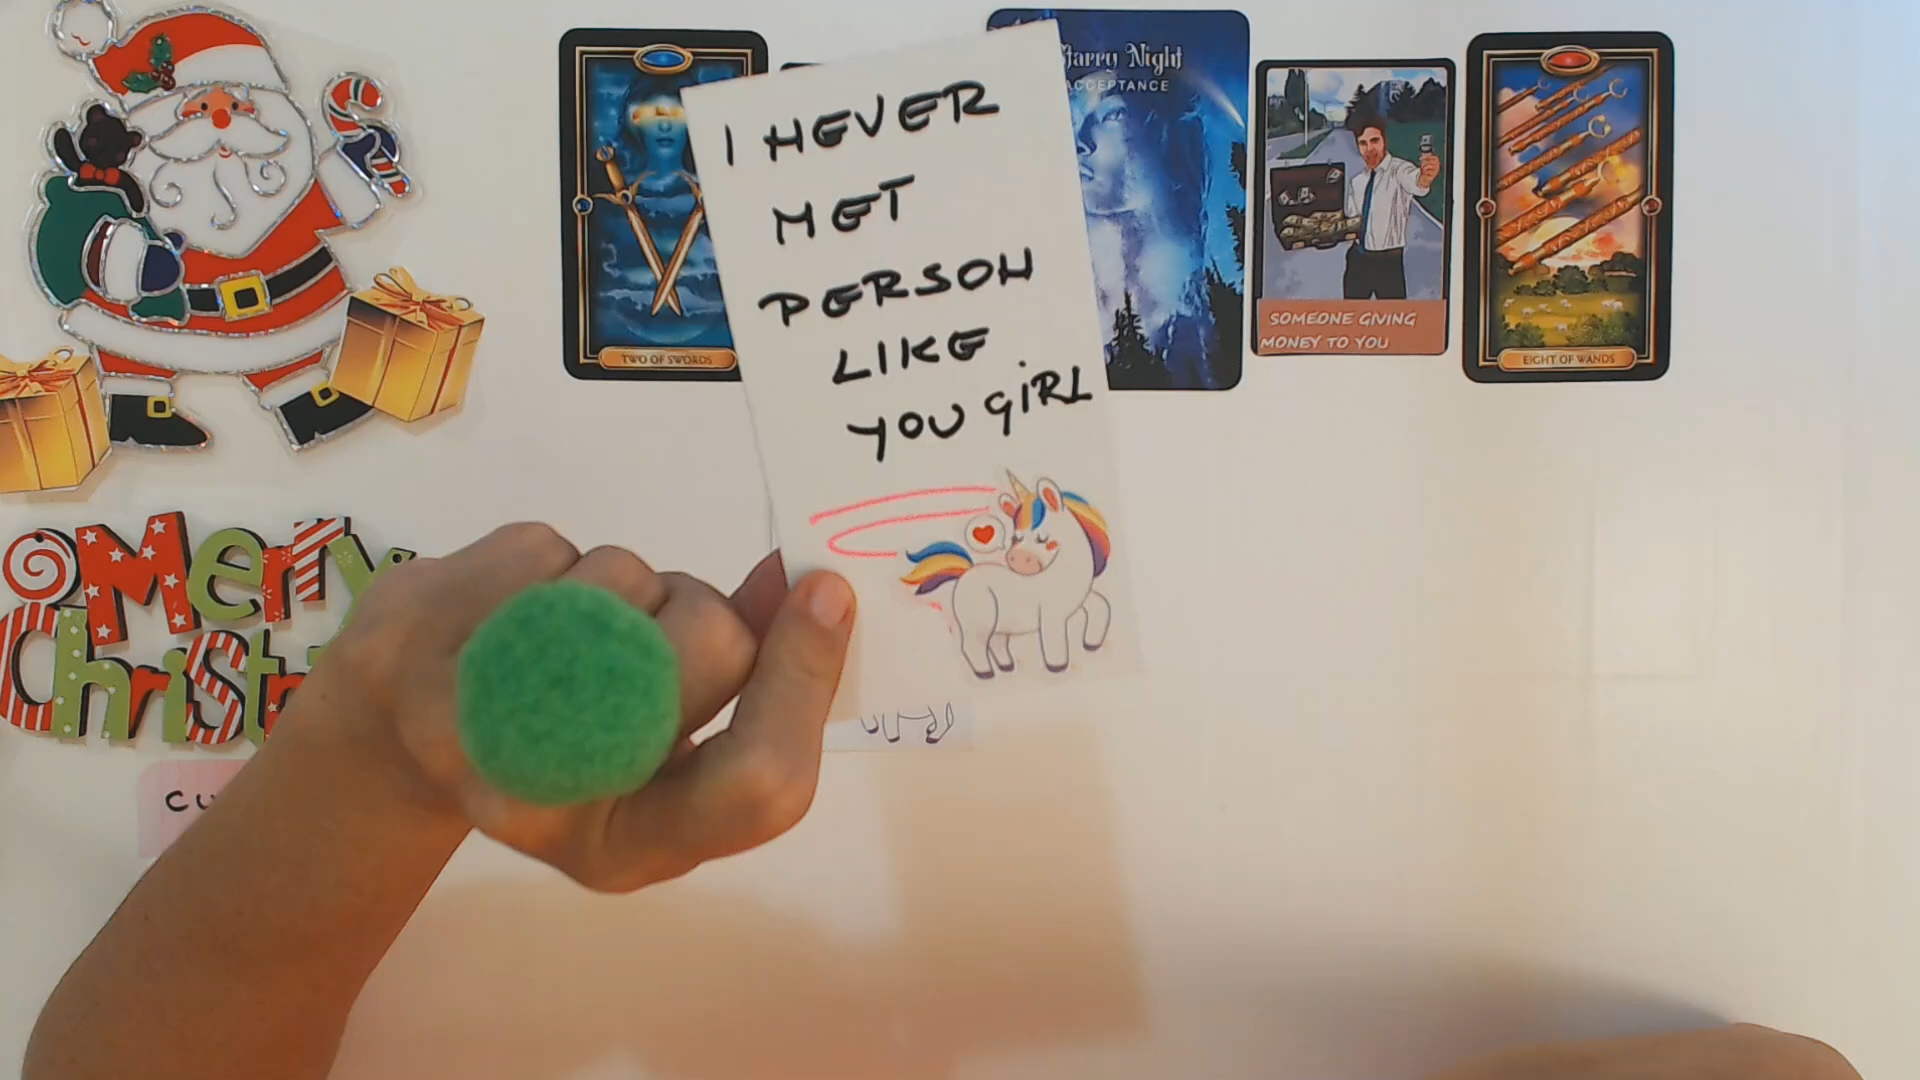 I NEVER
MET
PERSON
LIKE
YOU GiRL
TWO OF SWORDS
Starry Night
ACCEPTANCE
SOMEONE GIVING
MONEY TO YOU
EIGHT OF WANDS
Merry
Christ